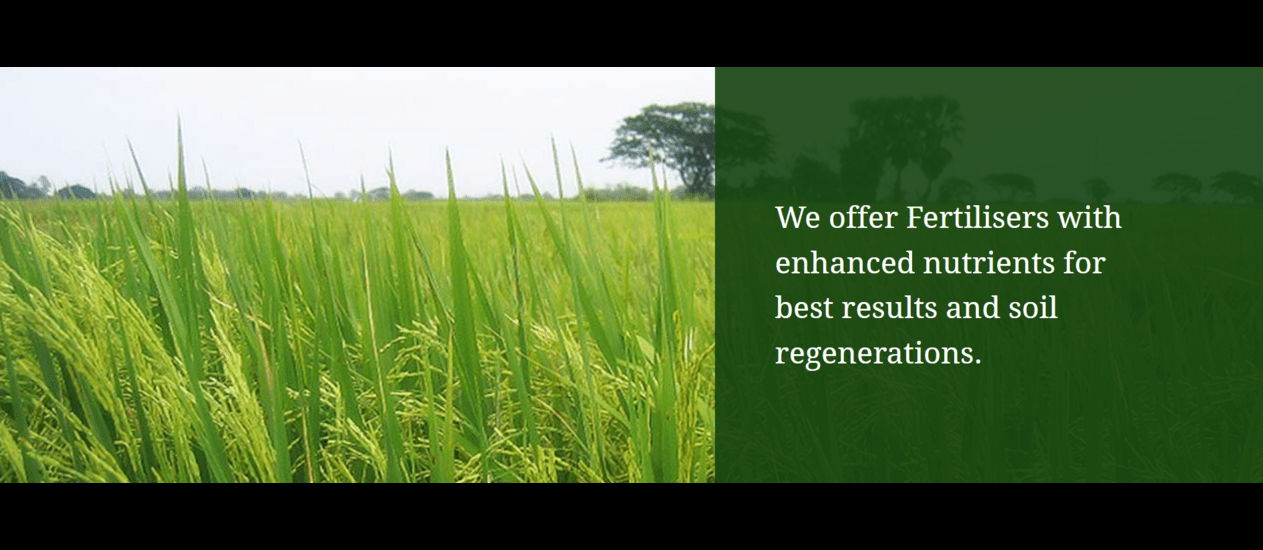 We offer Fertilisers with
enhanced nutrients for
best results and soil
regenerations.